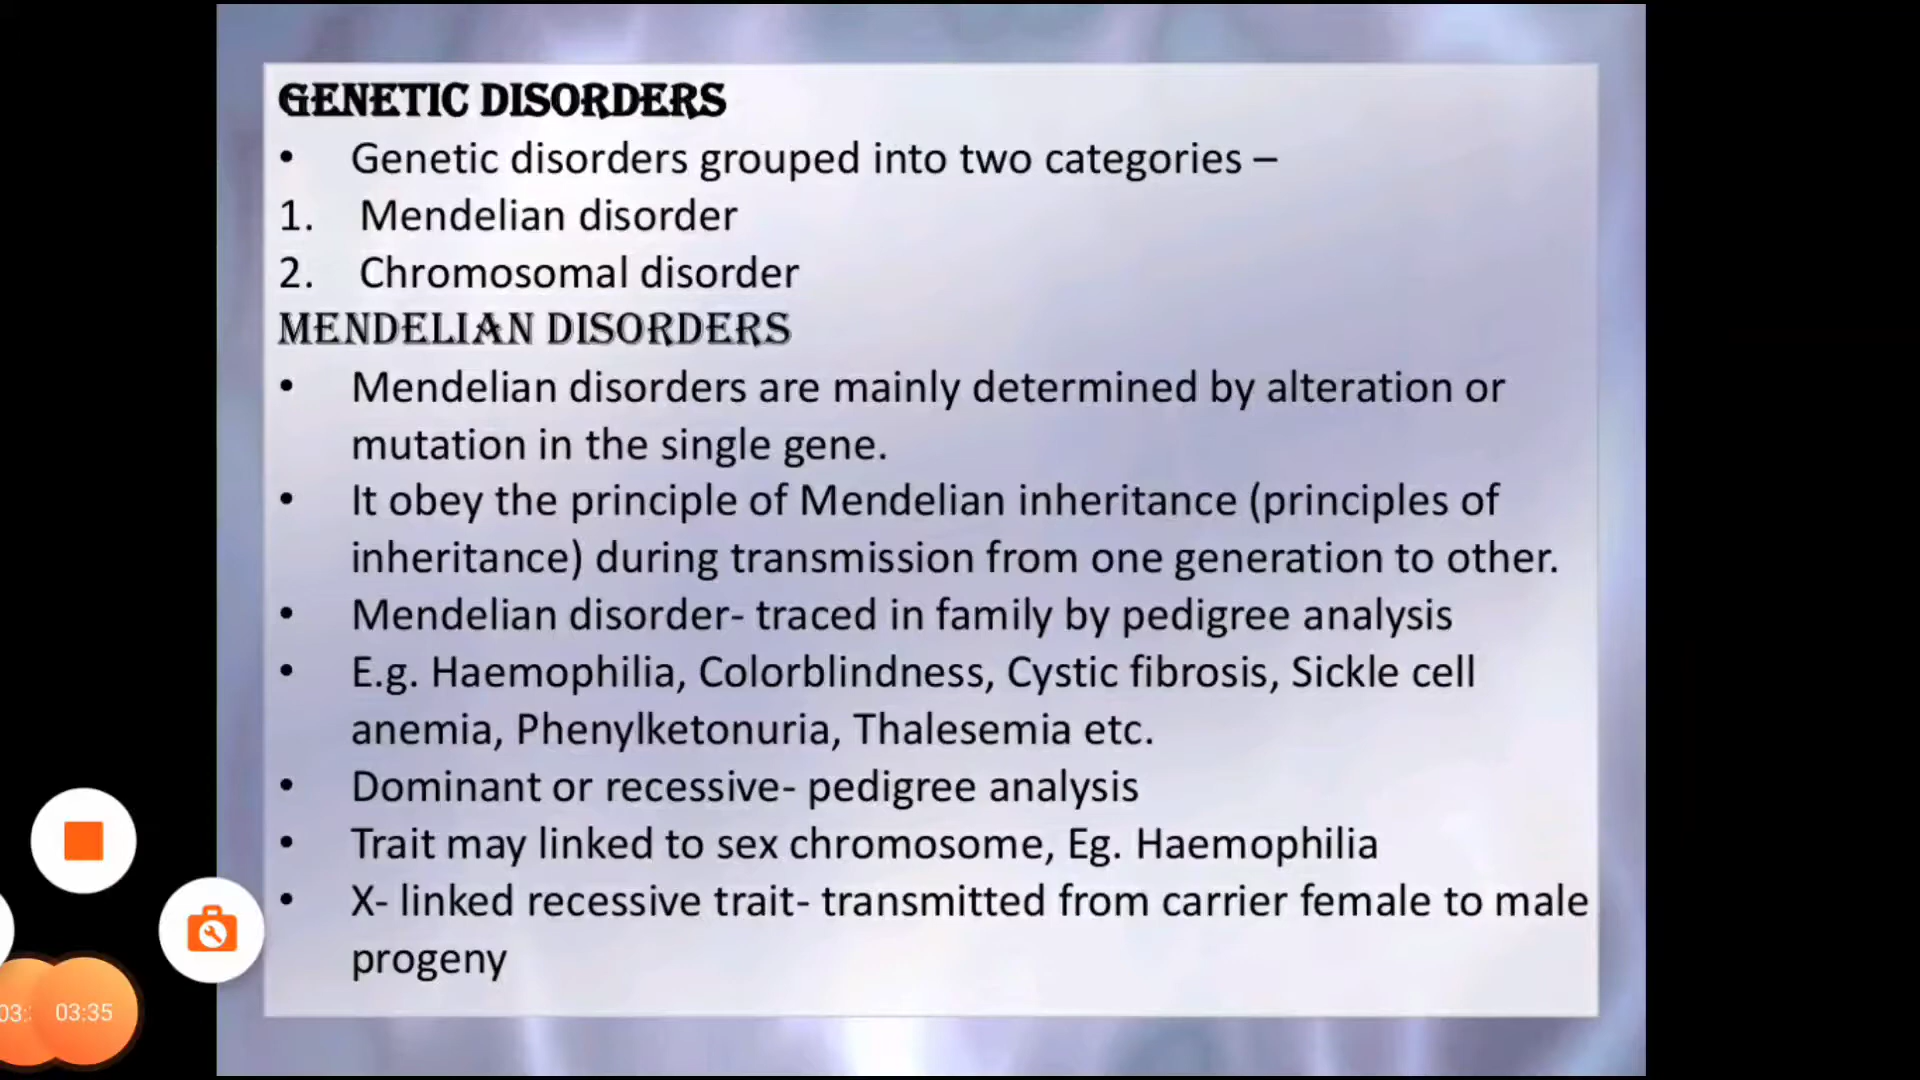 GENETIC DISORDERS
• Genetic disorders grouped into two categories –
1. Mendelian disorder
2. Chromosomal disorder
MENDELIAN DISORDERS
• Mendelian disorders are mainly determined by alteration or
mutation in the single gene.
• It obey the principle of Mendelian inheritance (principles of
inheritance) during transmission from one generation to other.
• Mendelian disorder- traced in family by pedigree analysis
• E.g. Haemophilia, Colorblindness, Cystic fibrosis, Sickle cell
anemia, Phenylketonuria, Thalesemia etc.
• Dominant or recessive- pedigree analysis
• Trait may linked to sex chromosome, Eg. Haemophilia
• X- linked recessive trait- transmitted from carrier female to male
progeny
03:35